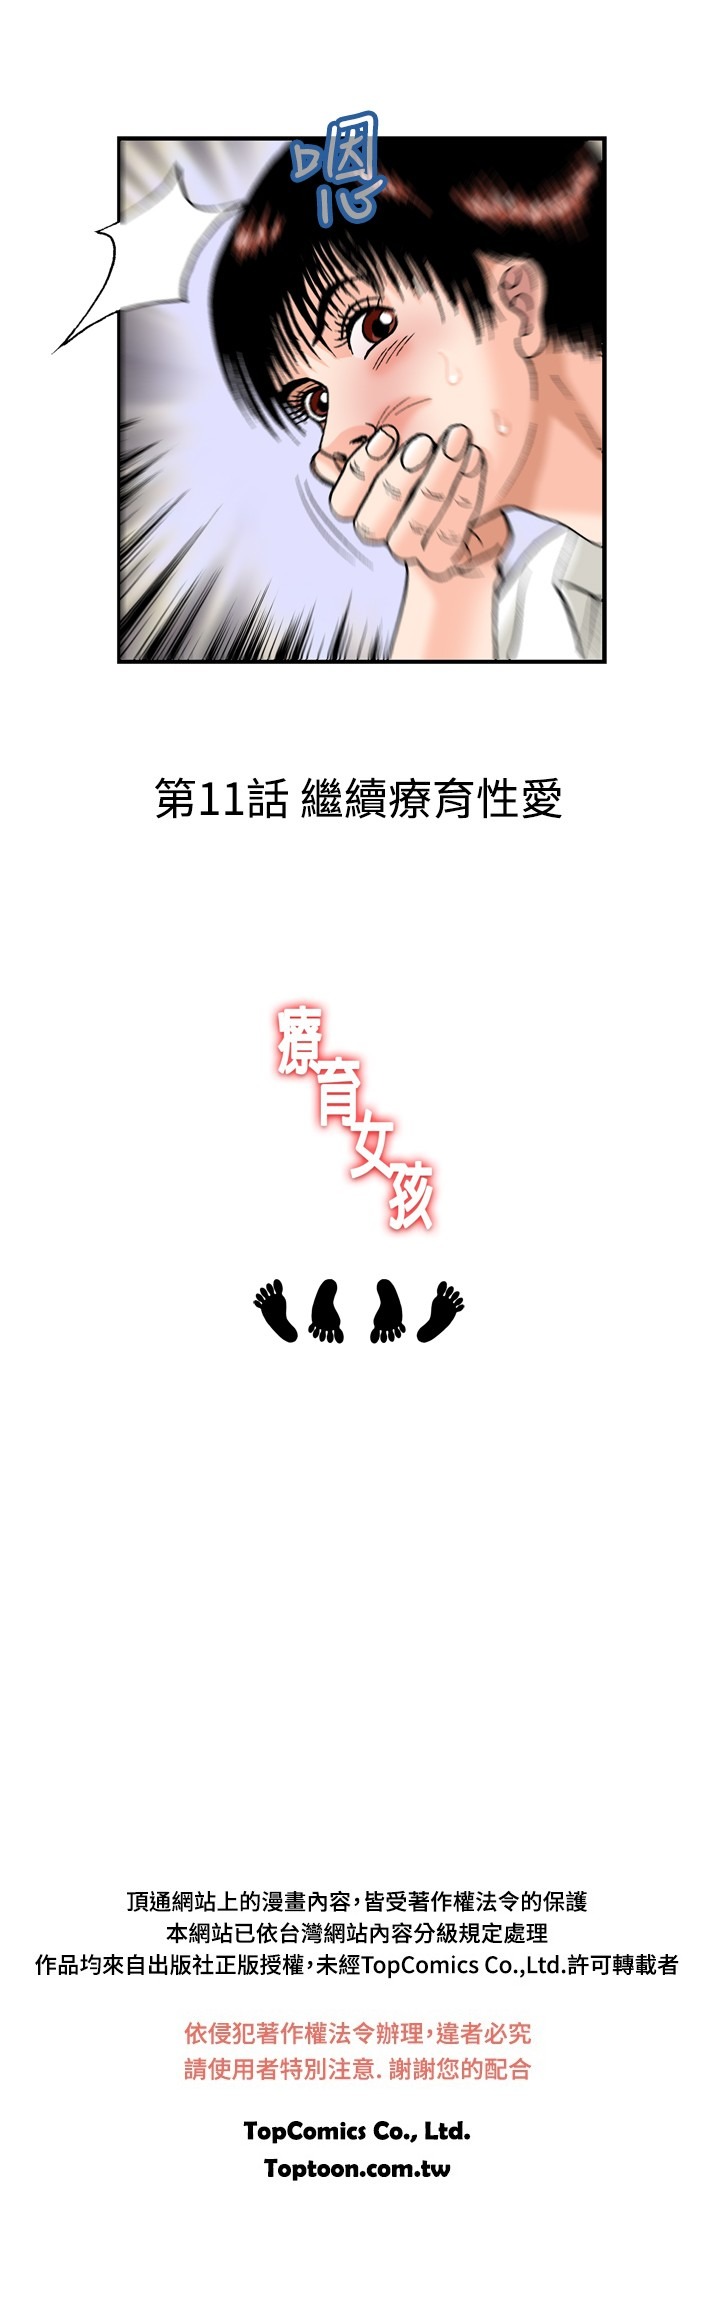 嗯
第11話 繼續療育性愛
療育女孩
頂通網站上的漫畫內容，皆受著作權法令的保護
本網站已依台灣網站內容分級規定處理
作品均來自出版社正版授權，未經TopComics Co.,Ltd.許可轉載者
依侵犯著作權法令辦理，違者必究
請使用者特別注意. 謝謝您的配合
TopComics Co., Ltd.
Toptoon.com.tw